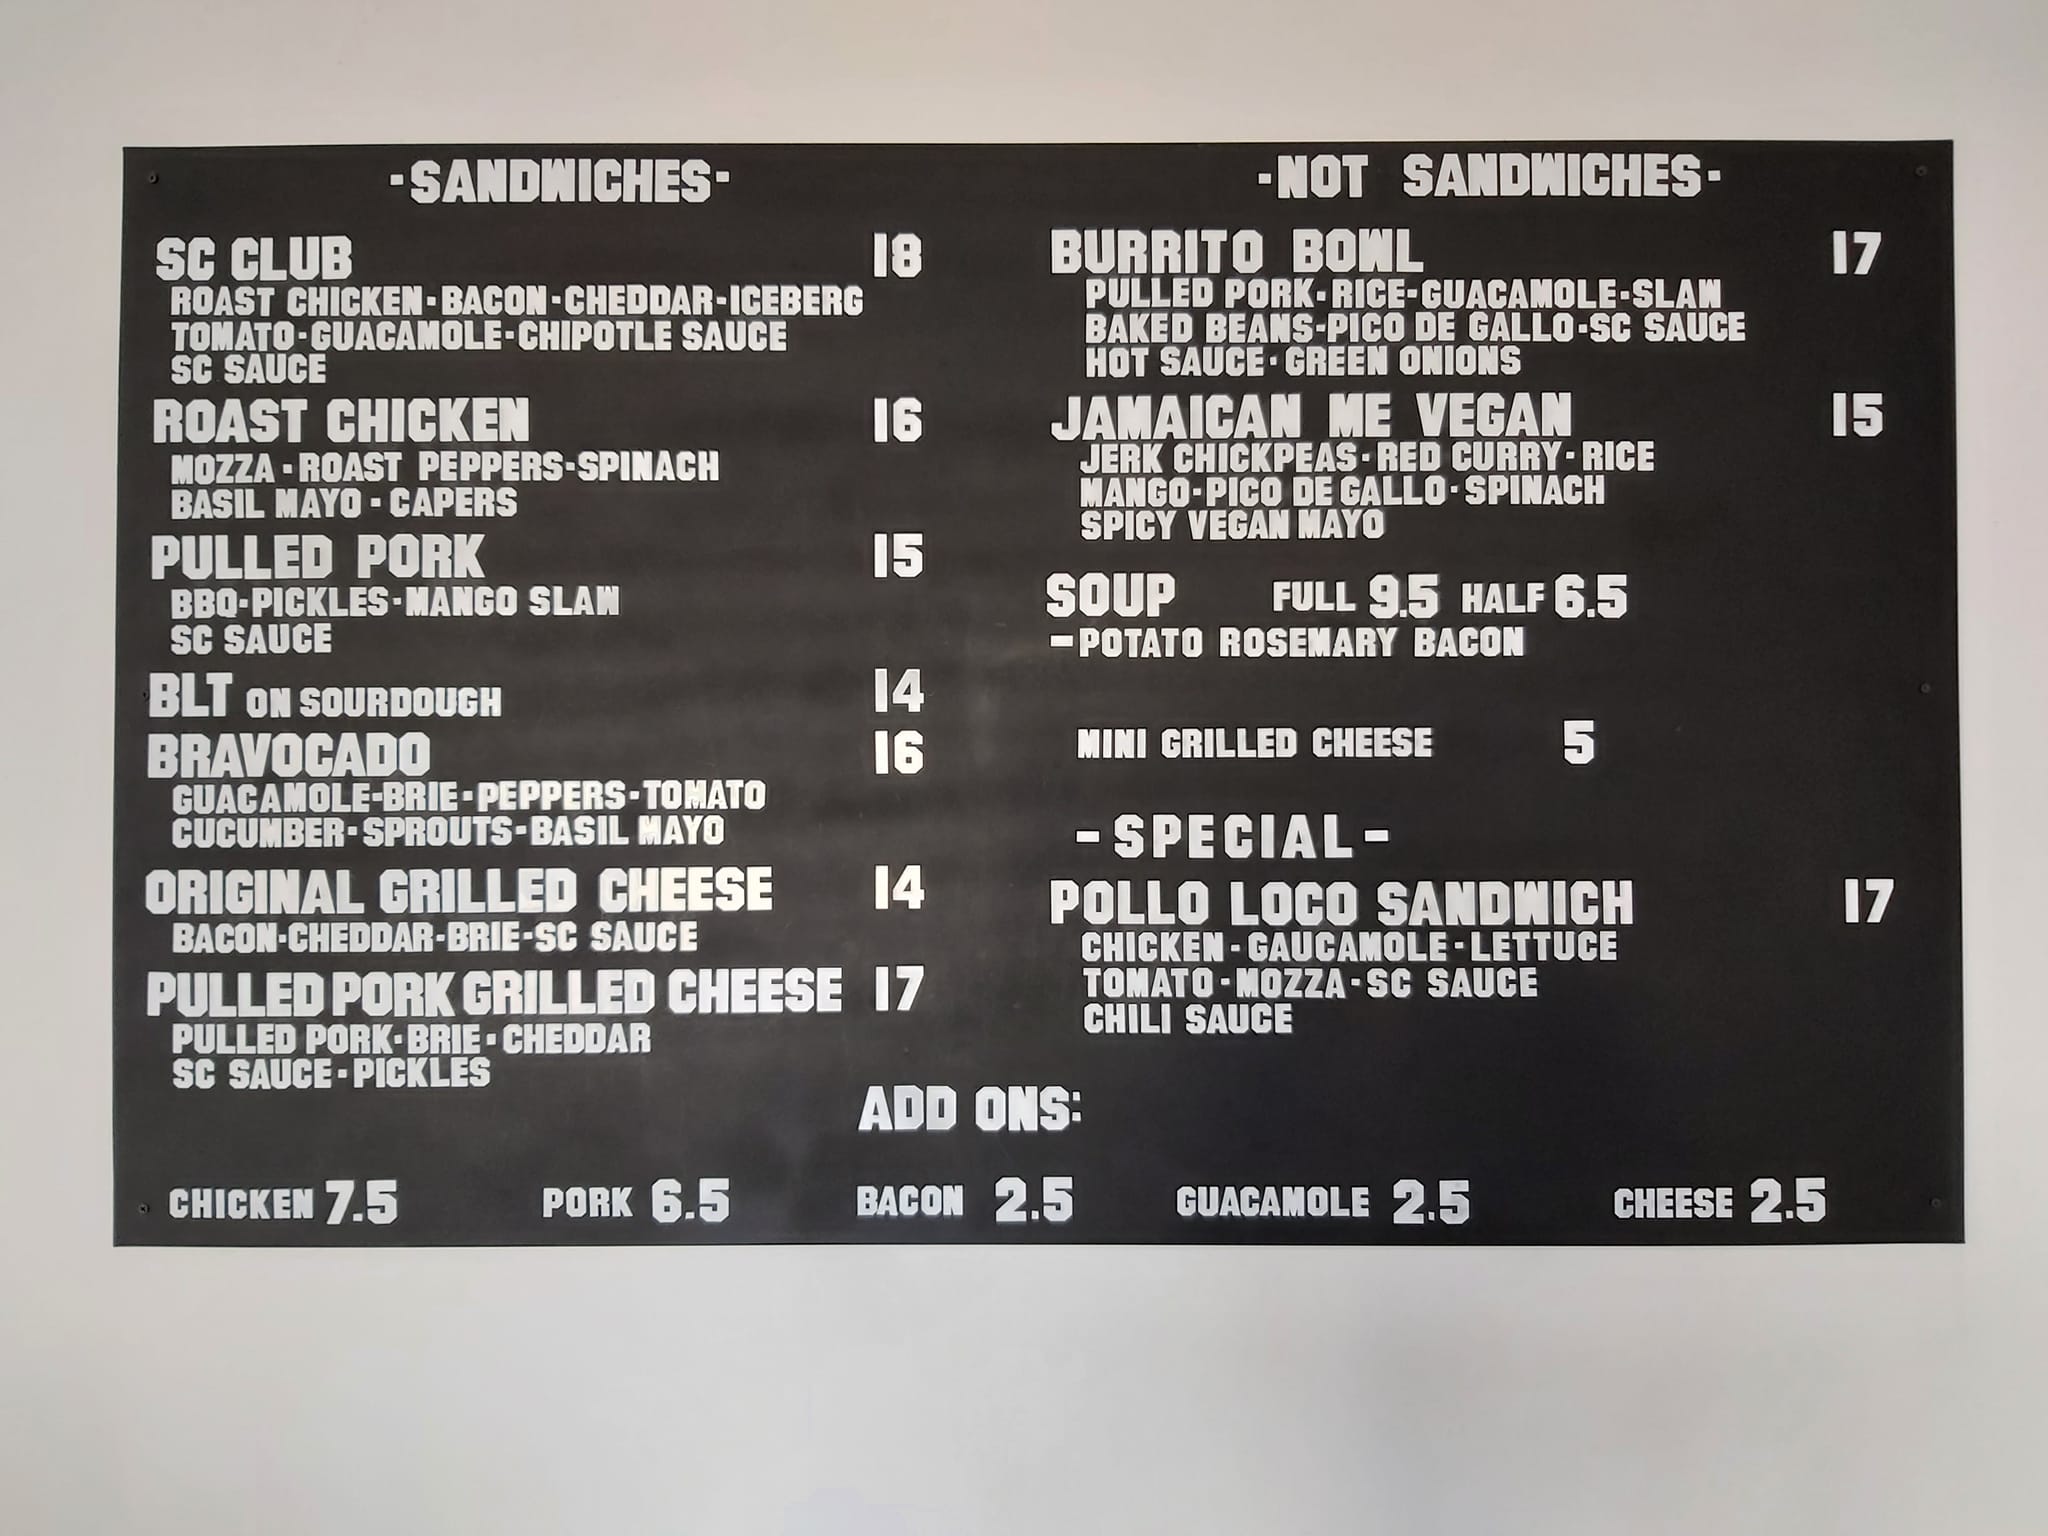 -SANDWICHES-
SC CLUB 18
ROAST CHICKEN-BACON-CHEDDAR-ICEBERG
TOMATO-GUACAMOLE-CHIPOTLE SAUCE
SC SAUCE
ROAST CHICKEN 16
MOZZA-ROAST PEPPERS-SPINACH
BASIL MAYO-CAPERS
PULLED PORK 15
BBQ-PICKLES-MANGO SLAW
SC SAUCE
BLT ON SOURDOUGH 14
BRAVOCADO 16
GUACAMOLE-BRIE-PEPPERS-TOMATO
CUCUMBER-SPROUTS-BASIL MAYO
ORIGINAL GRILLED CHEESE 14
BACON-CHEDDAR-BRIE-SC SAUCE
PULLED PORK GRILLED CHEESE 17
PULLED PORK-BRIE-CHEDDAR
SC SAUCE-PICKLES
-NOT SANDWICHES-
BURRITO BOWL 17
PULLED PORK-RICE-GUACAMOLE-SLAW
BAKED BEANS-PICO DE GALLO-SC SAUCE
HOT SAUCE-GREEN ONIONS
JAMAICAN ME VEGAN 15
JERK CHICKPEAS-RED CURRY-RICE
MANGO-PICO DE GALLO-SPINACH
SPICY VEGAN MAYO
SOUP FULL 9.5 HALF 6.5
-POTATO ROSEMARY BACON
MINI GRILLED CHEESE 5
-SPECIAL-
POLLO LOCO SANDWICH 17
CHICKEN-GAUCAMOLE-LETTUCE
TOMATO-MOZZA-SC SAUCE
CHILI SAUCE
ADD ONS:
CHICKEN 7.5 PORK 6.5 BACON 2.5 GUACAMOLE 2.5 CHEESE 2.5